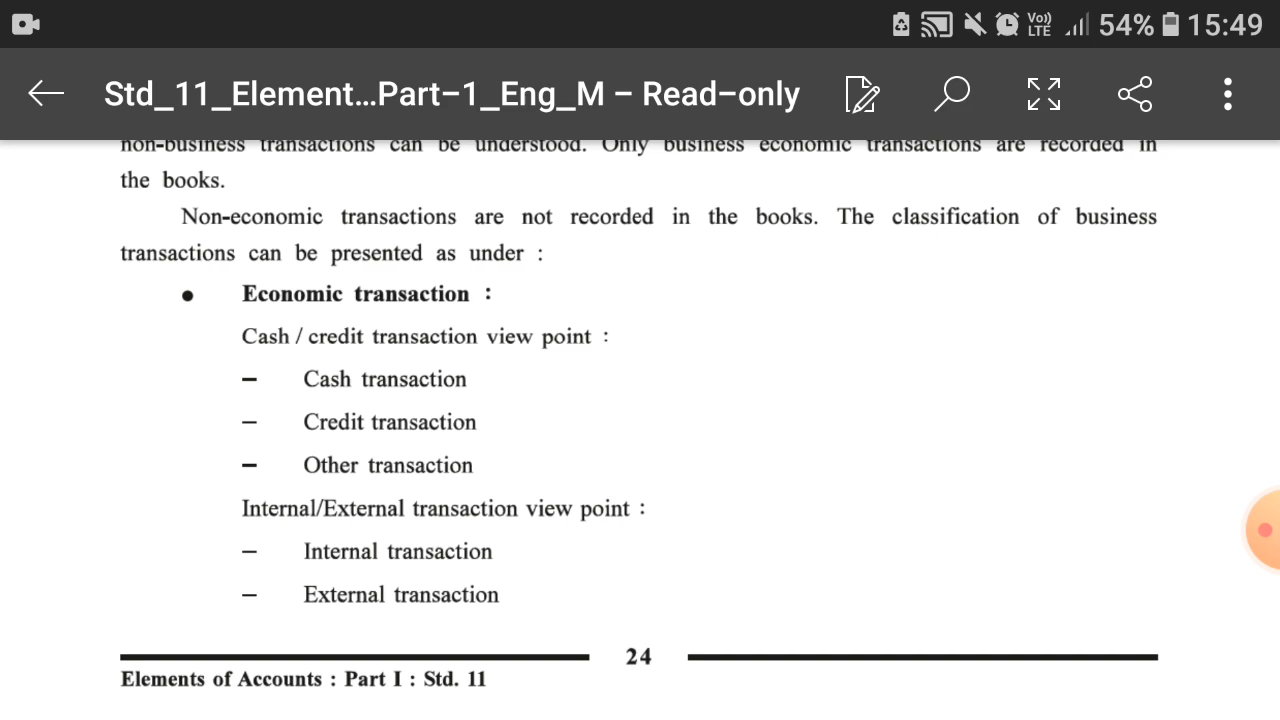 Vo)) 54% 15:49
LTE
Std_11_Element...Part-1_Eng_M – Read-only
non-business transactions can be understood. Only business economic transactions are recorded in
the books.
Non-economic transactions are not recorded in the books. The classification of business
transactions can be presented as under :
● Economic transaction :
Cash / credit transaction view point :
– Cash transaction
– Credit transaction
– Other transaction
Internal/External transaction view point :
– Internal transaction
– External transaction
24
Elements of Accounts : Part I : Std. 11